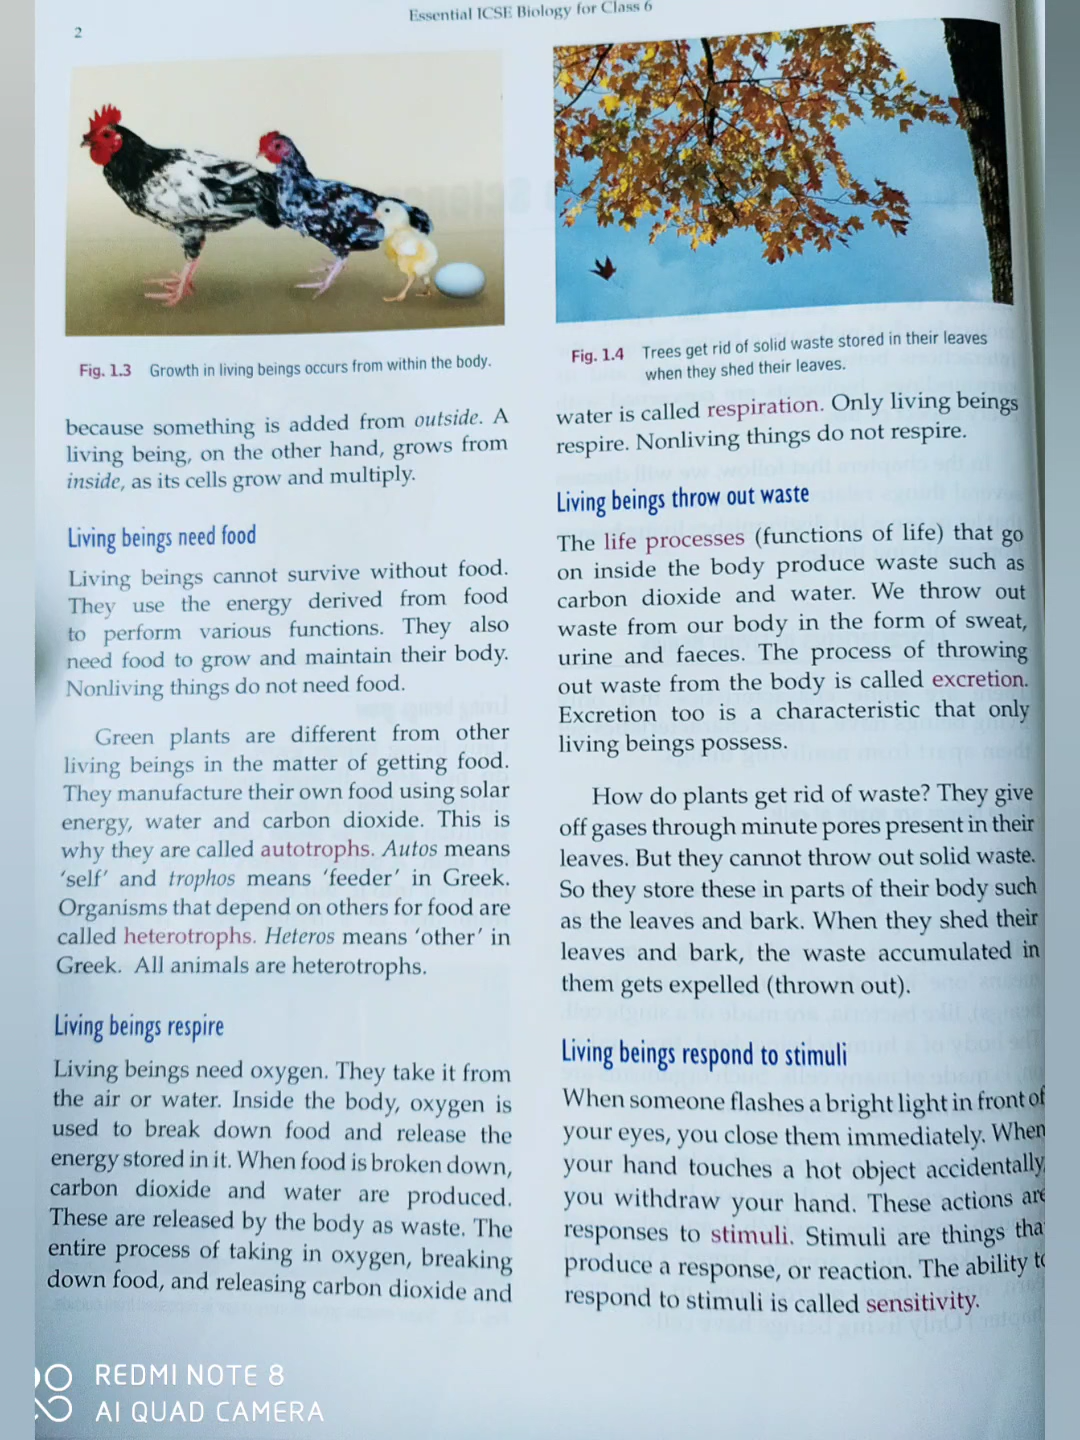 2
Essential ICSE Biology for Class 6
Fig. 1.3 Growth in living beings occurs from within the body.
because something is added from outside. A
living being, on the other hand, grows from
inside, as its cells grow and multiply.
Living beings need food
Living beings cannot survive without food.
They use the energy derived from food
to perform various functions. They also
need food to grow and maintain their body.
Nonliving things do not need food.
Green plants are different from other
living beings in the matter of getting food.
They manufacture their own food using solar
energy, water and carbon dioxide. This is
why they are called autotrophs. Autos means
‘self’ and trophos means ‘feeder’ in Greek.
Organisms that depend on others for food are
called heterotrophs. Heteros means ‘other’ in
Greek. All animals are heterotrophs.
Living beings respire
Living beings need oxygen. They take it from
the air or water. Inside the body, oxygen is
used to break down food and release the
energy stored in it. When food is broken down,
carbon dioxide and water are produced.
These are released by the body as waste. The
entire process of taking in oxygen, breaking
down food, and releasing carbon dioxide and
Fig. 1.4 Trees get rid of solid waste stored in their leaves
when they shed their leaves.
water is called respiration. Only living beings
respire. Nonliving things do not respire.
Living beings throw out waste
The life processes (functions of life) that go
on inside the body produce waste such as
carbon dioxide and water. We throw out
waste from our body in the form of sweat,
urine and faeces. The process of throwing
out waste from the body is called excretion.
Excretion too is a characteristic that only
living beings possess.
How do plants get rid of waste? They give
off gases through minute pores present in their
leaves. But they cannot throw out solid waste.
So they store these in parts of their body such
as the leaves and bark. When they shed their
leaves and bark, the waste accumulated in
them gets expelled (thrown out).
Living beings respond to stimuli
When someone flashes a bright light in front of
your eyes, you close them immediately. When
your hand touches a hot object accidentally,
you withdraw your hand. These actions are
responses to stimuli. Stimuli are things tha
produce a response, or reaction. The ability to
respond to stimuli is called sensitivity.
REDMI NOTE 8
AI QUAD CAMERA